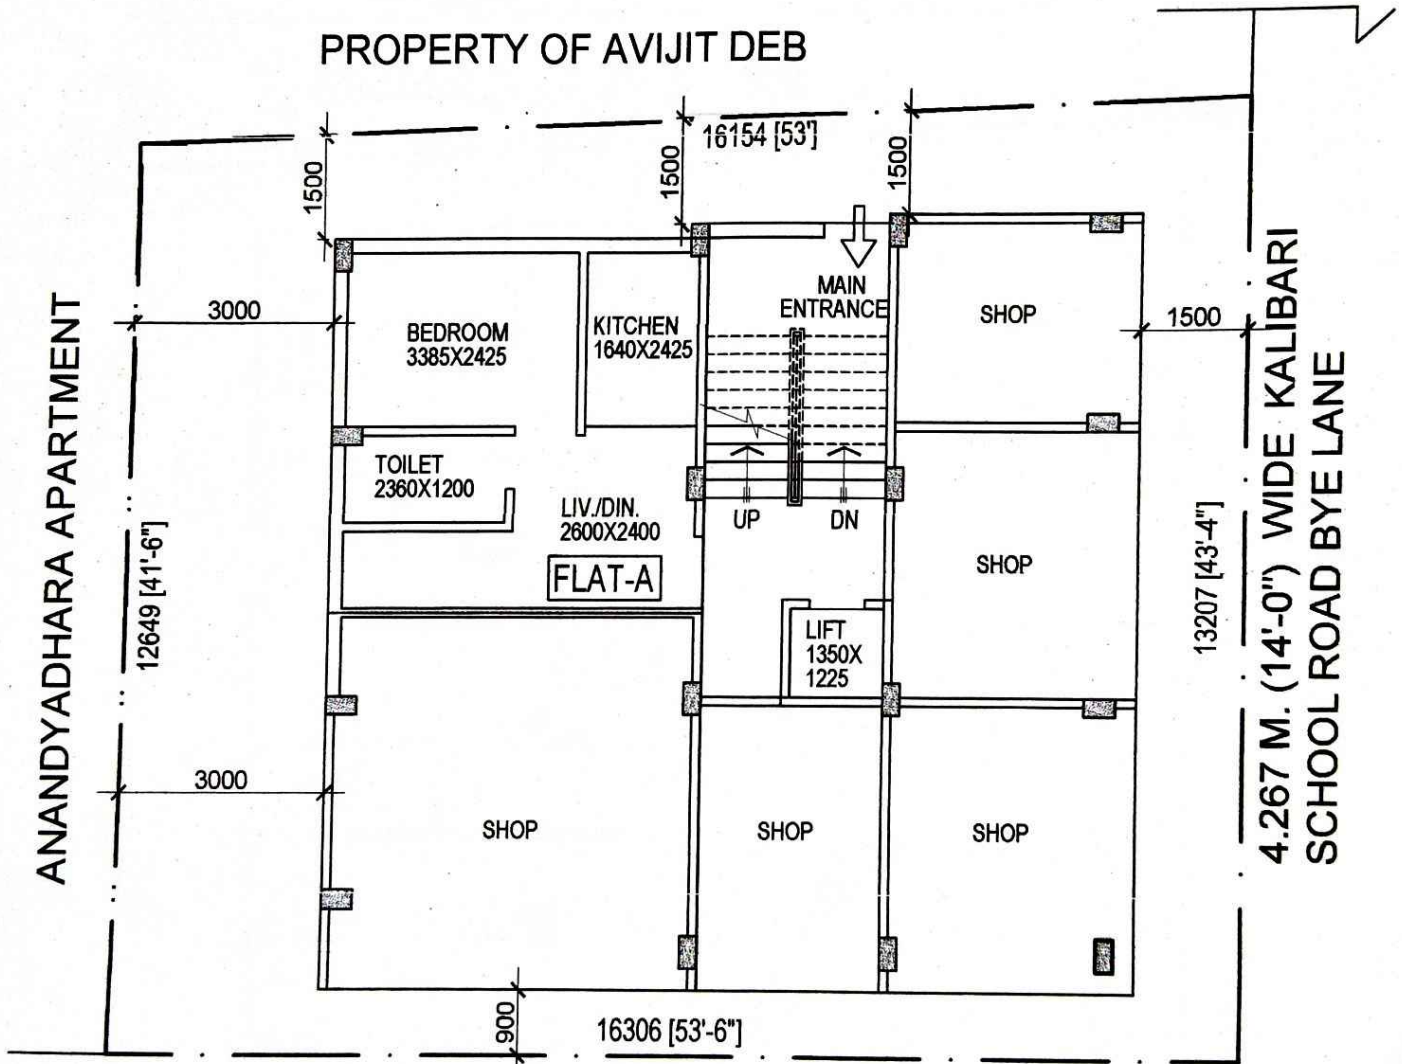 PROPERTY OF AVIJIT DEB
16154 [53']
1500
1500
1500
3000
BEDROOM
3385X2425
KITCHEN
1640X2425
MAIN
ENTRANCE
SHOP
1500
TOILET
2360X1200
LIV./DIN.
2600X2400
FLAT-A
UP
DN
SHOP
LIFT
1350X
1225
ANANDYADHARA APARTMENT
12649 [41'-6"]
13207 [43'-4"]
4.267 M. (14'-0") WIDE KALIBARI
SCHOOL ROAD BYE LANE
3000
SHOP
SHOP
SHOP
900
16306 [53'-6"]